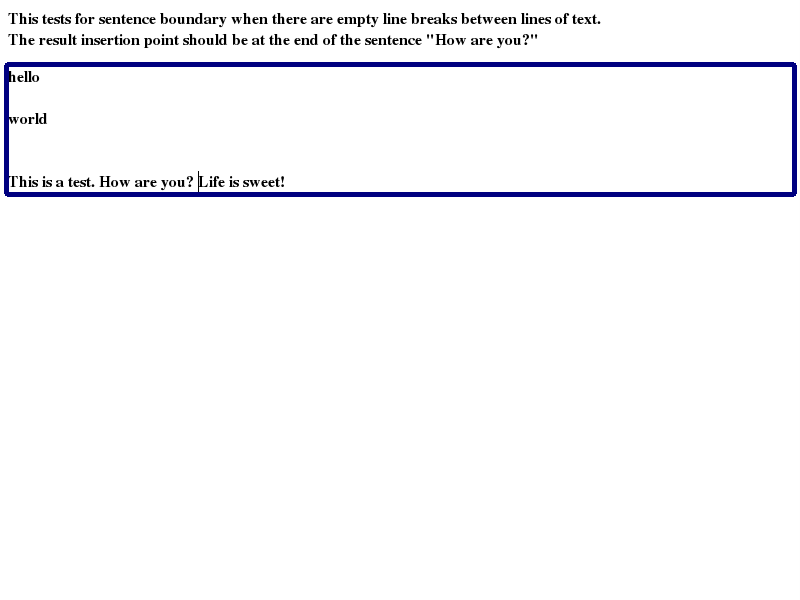 This tests for sentence boundary when there are empty line breaks between lines of text.
The result insertion point should be at the end of the sentence "How are you?"
hello
world
This is a test. How are you? Life is sweet!